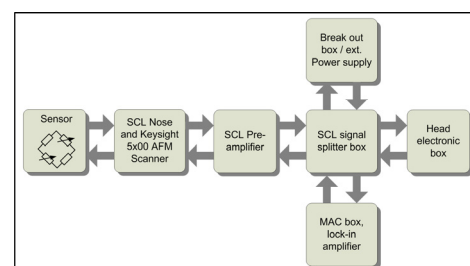 Break out
box / ext.
Power supply
Sensor
SCL Nose
and Keysight
5x00 AFM
Scanner
SCL Pre-
amplifier
SCL signal
splitter box
Head
electronic
box
MAC box,
lock-in
amplifier